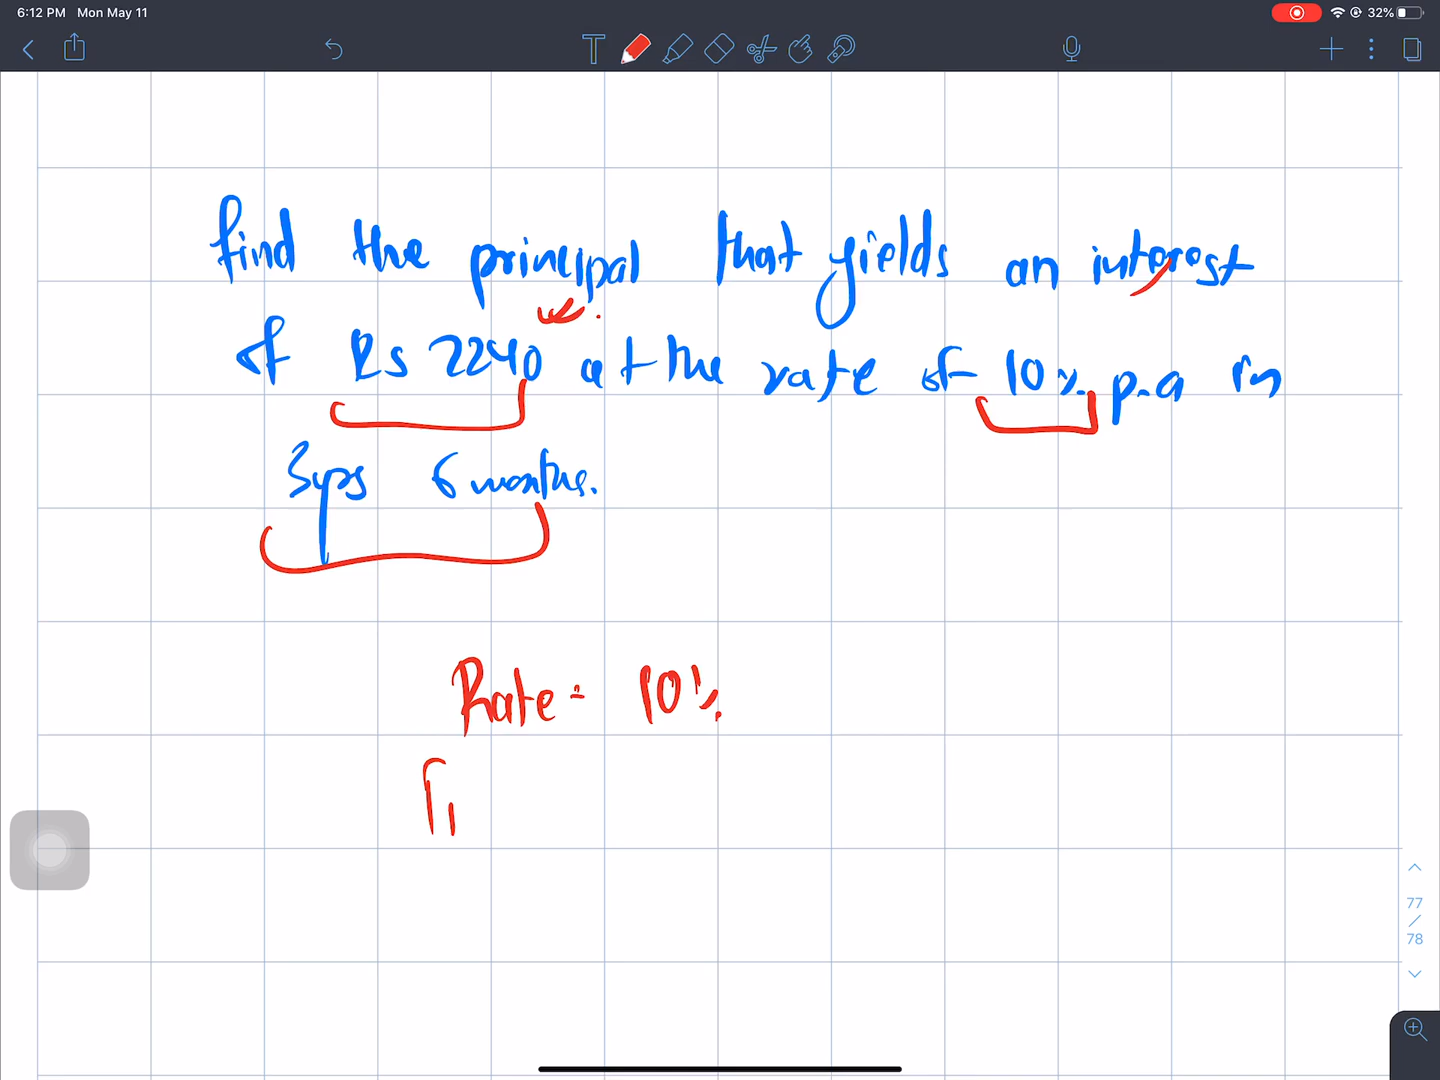 6:12 PM Mon May 11
32%
T
find the principal that yields an interest
of Rs 2240 at the rate of 10% p.a in
3yrs 6 months.
Rate = 10%
77
/
78